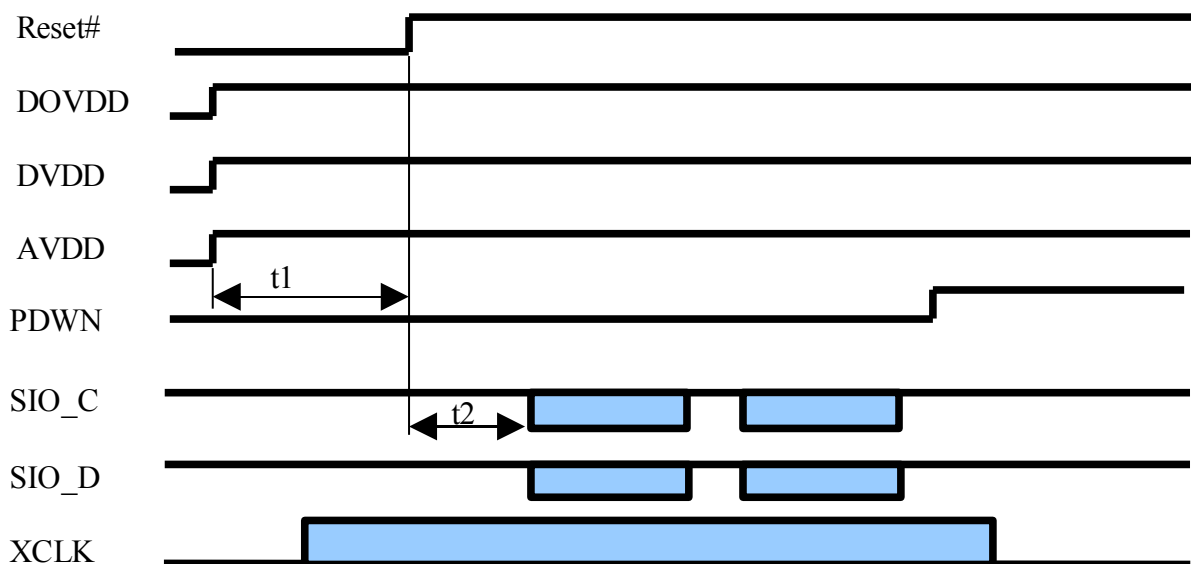 Reset#
DOVDD
DVDD
AVDD
t1
PDWN
SIO_C
t2
SIO_D
XCLK